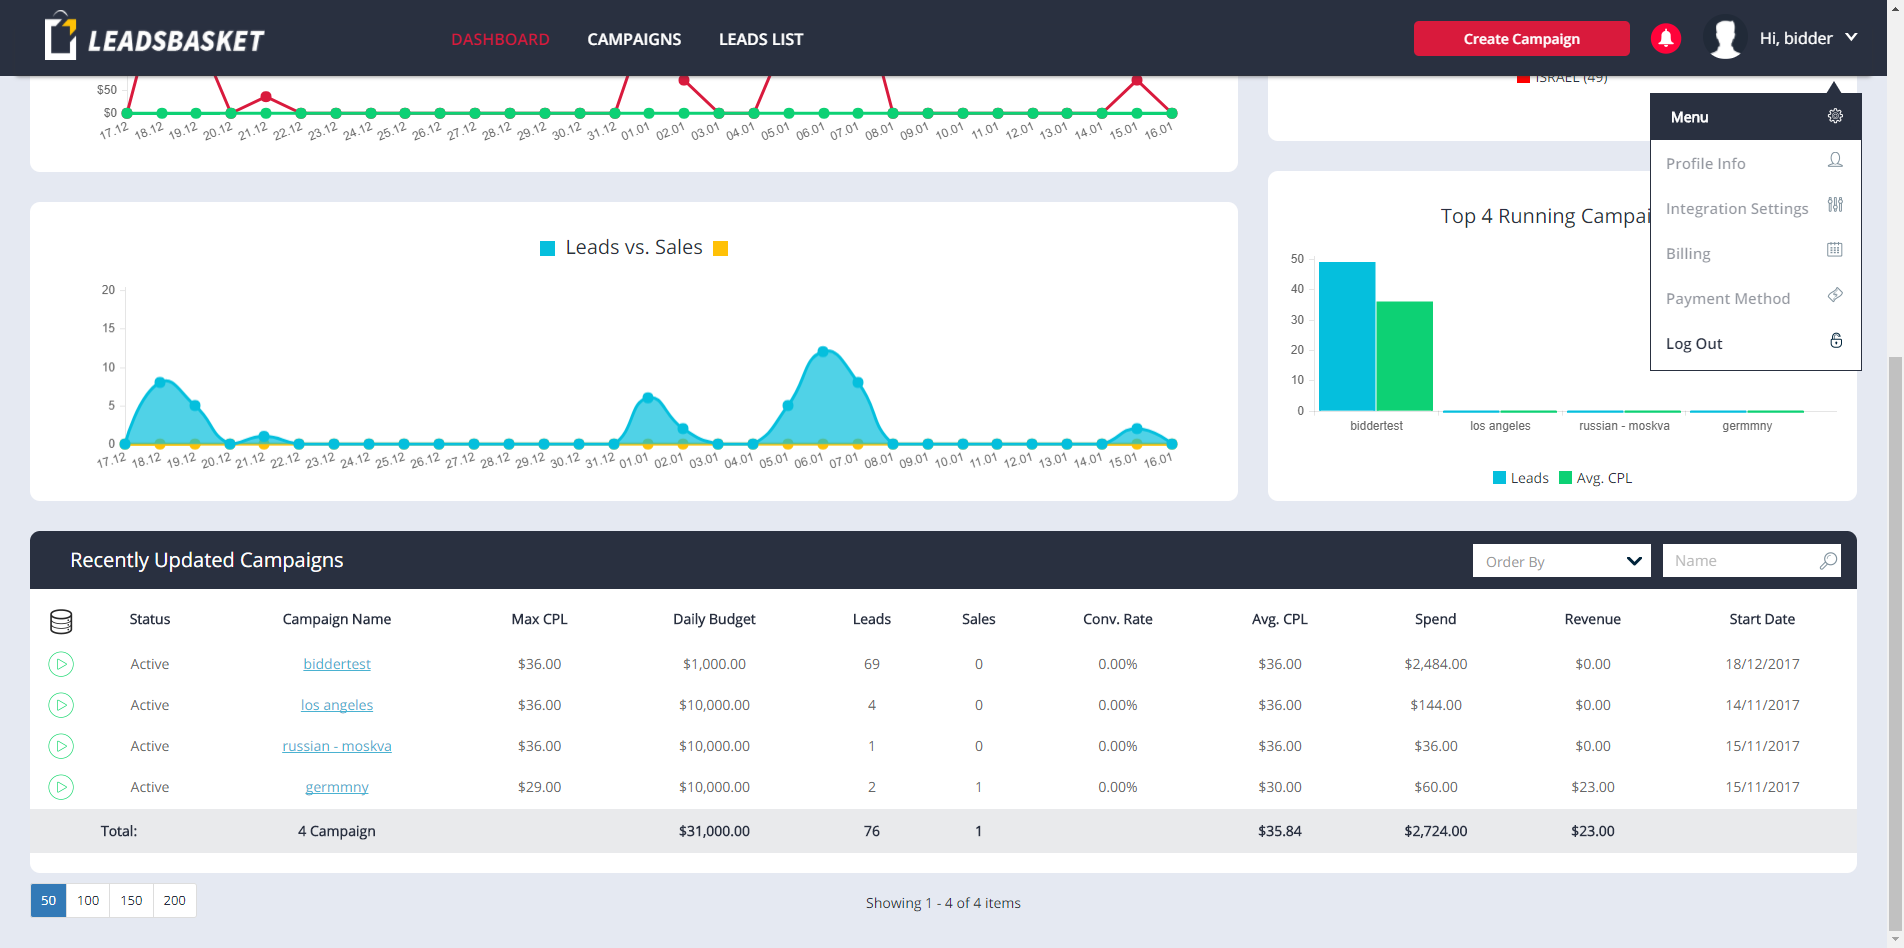 LEADSBASKET
DASHBOARD CAMPAIGNS LEADS LIST Create Campaign Hi, bidder
$50
$0
17.12 18.12 19.12 20.12 21.12 22.12 23.12 24.12 25.12 26.12 27.12 28.12 29.12 30.12 31.12 01.01 02.01 03.01 04.01 05.01 06.01 07.01 08.01 09.01 10.01 11.01 12.01 13.01 14.01 15.01 16.01
ISRAEL (49)
Menu
Profile Info
Integration Settings
Billing
Payment Method
Log Out
Leads vs. Sales
20
15
10
5
0
17.12 18.12 19.12 20.12 21.12 22.12 23.12 24.12 25.12 26.12 27.12 28.12 29.12 30.12 31.12 01.01 02.01 03.01 04.01 05.01 06.01 07.01 08.01 09.01 10.01 11.01 12.01 13.01 14.01 15.01 16.01
Top 4 Running Campai
50
40
30
20
10
0
biddertest los angeles russian - moskva germmny
Leads Avg. CPL
Recently Updated Campaigns Order By Name
Status Campaign Name Max CPL Daily Budget Leads Sales Conv. Rate Avg. CPL Spend Revenue Start Date
Active biddertest $36.00 $1,000.00 69 0 0.00% $36.00 $2,484.00 $0.00 18/12/2017
Active los angeles $36.00 $10,000.00 4 0 0.00% $36.00 $144.00 $0.00 14/11/2017
Active russian - moskva $36.00 $10,000.00 1 0 0.00% $36.00 $36.00 $0.00 15/11/2017
Active germmny $29.00 $10,000.00 2 1 0.00% $30.00 $60.00 $23.00 15/11/2017
Total: 4 Campaign $31,000.00 76 1 $35.84 $2,724.00 $23.00
50 100 150 200 Showing 1 - 4 of 4 items